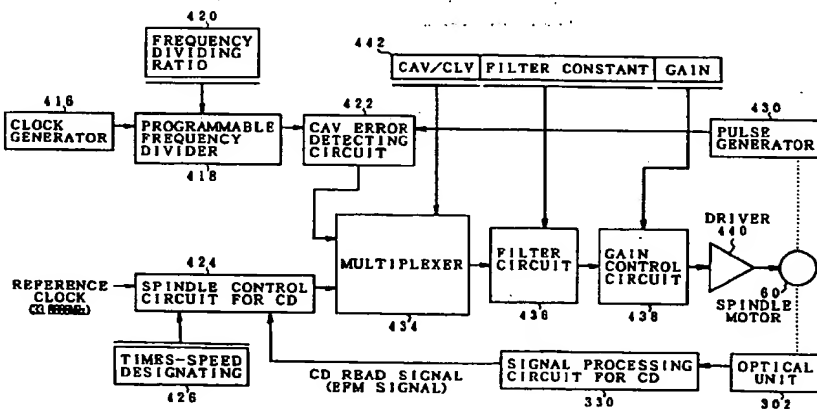 420
FREQUENCY
DIVIDING
RATIO
442
CAV/CLV FILTER CONSTANT GAIN
416
CLOCK
GENERATOR
PROGRAMMABLE
FREQUENCY
DIVIDER
418
422
CAV ERROR
DETECTING
CIRCUIT
430
PULSE
GENERATOR
424
REFERENCE
CLOCK
SPINDLE CONTROL
CIRCUIT FOR CD
MULTIPLEXER
434
FILTER
CIRCUIT
436
GAIN
CONTROL
CIRCUIT
438
DRIVER
440
60
SPINDLE
MOTOR
TIMES-SPEED
DESIGNATING
426
CD READ SIGNAL
(EFM SIGNAL)
SIGNAL PROCESSING
CIRCUIT FOR CD
330
OPTICAL
UNIT
302